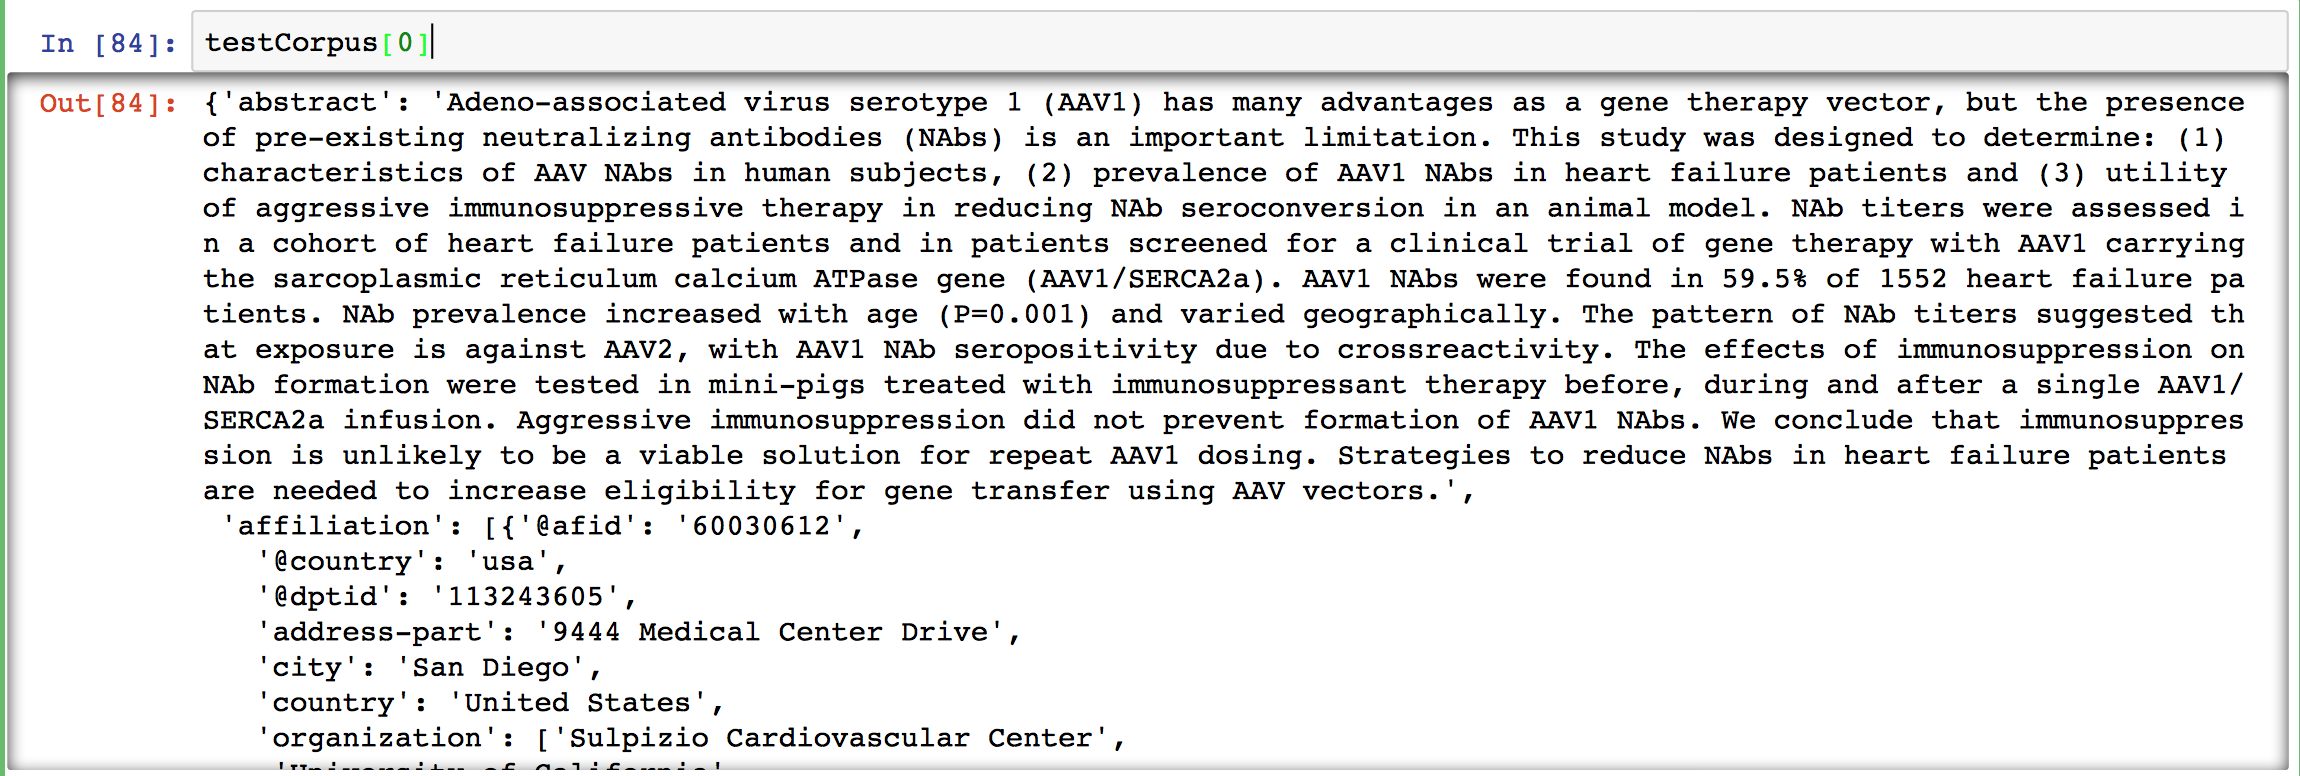 In [84]: testCorpus[0]
Out[84]: {'abstract': 'Adeno-associated virus serotype 1 (AAV1) has many advantages as a gene therapy vector, but the presence
of pre-existing neutralizing antibodies (NAbs) is an important limitation. This study was designed to determine: (1)
characteristics of AAV NAbs in human subjects, (2) prevalence of AAV1 NAbs in heart failure patients and (3) utility
of aggressive immunosuppressive therapy in reducing NAb seroconversion in an animal model. NAb titers were assessed i
n a cohort of heart failure patients and in patients screened for a clinical trial of gene therapy with AAV1 carrying
the sarcoplasmic reticulum calcium ATPase gene (AAV1/SERCA2a). AAV1 NAbs were found in 59.5% of 1552 heart failure pa
tients. NAb prevalence increased with age (P=0.001) and varied geographically. The pattern of NAb titers suggested th
at exposure is against AAV2, with AAV1 NAb seropositivity due to crossreactivity. The effects of immunosuppression on
NAb formation were tested in mini-pigs treated with immunosuppressant therapy before, during and after a single AAV1/
SERCA2a infusion. Aggressive immunosuppression did not prevent formation of AAV1 NAbs. We conclude that immunosuppres
sion is unlikely to be a viable solution for repeat AAV1 dosing. Strategies to reduce NAbs in heart failure patients
are needed to increase eligibility for gene transfer using AAV vectors.',
'affiliation': [{'@afid': '60030612',
'@country': 'usa',
'@dptid': '113243605',
'address-part': '9444 Medical Center Drive',
'city': 'San Diego',
'country': 'United States',
'organization': ['Sulpizio Cardiovascular Center',
'University of California'